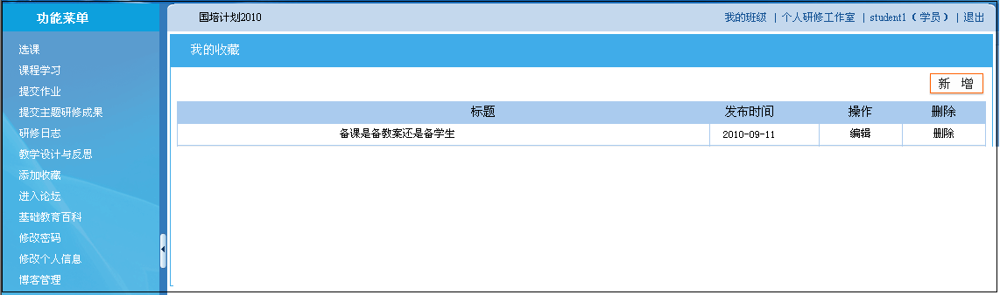 功能菜单
国培计划2010
我的班级 | 个人研修工作室 | student1（学员） | 退出
选课
课程学习
提交作业
提交主题研修成果
研修日志
教学设计与反思
添加收藏
进入论坛
基础教育百科
修改密码
修改个人信息
博客管理
我的收藏
新 增
标题 发布时间 操作 删除
备课是备教案还是备学生 2010-09-11 编辑 删除